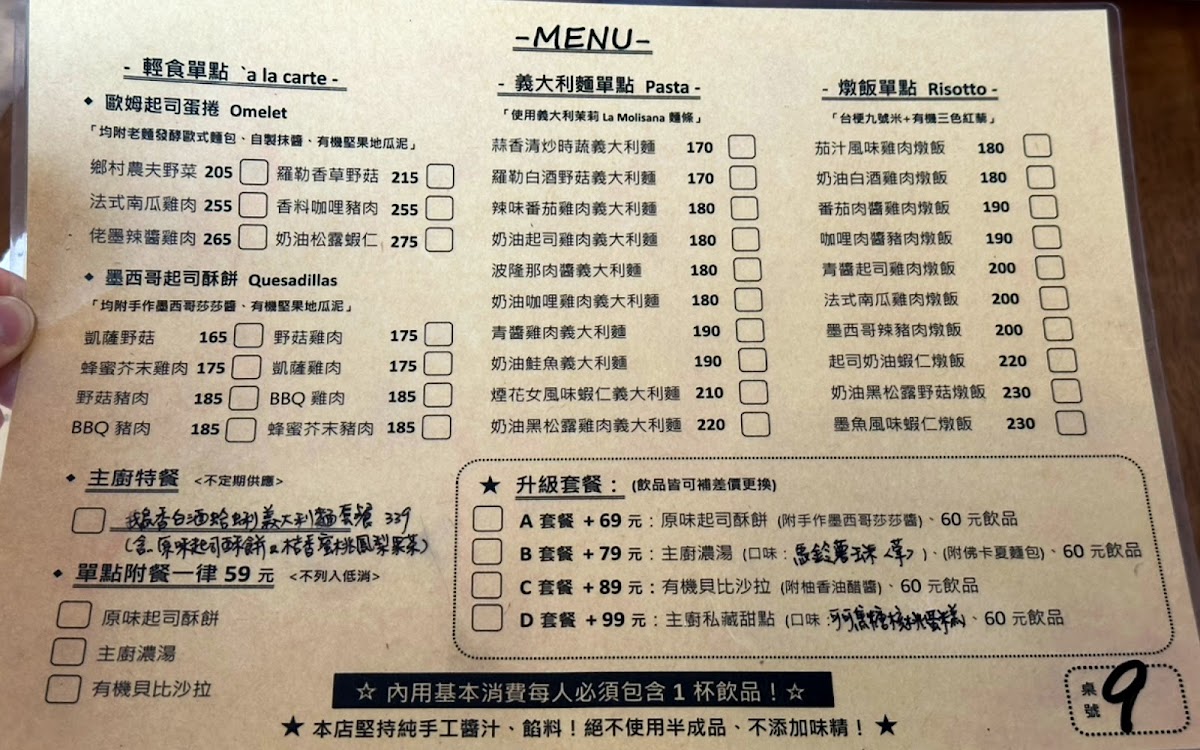 -MENU-
- 輕食單點 `a la carte -
◆ 歐姆起司蛋捲 Omelet
「均附老麵發酵歐式麵包、自製抹醬、有機堅果地瓜泥」
鄉村農夫野菜 205 羅勒香草野菇 215
法式南瓜雞肉 255 香料咖哩豬肉 255
佬墨辣醬雞肉 265 奶油松露蝦仁 275
◆ 墨西哥起司酥餅 Quesadillas
「均附手作墨西哥莎莎醬、有機堅果地瓜泥」
凱薩野菇 165 野菇雞肉 175
蜂蜜芥末雞肉 175 凱薩雞肉 175
野菇豬肉 185 BBQ 雞肉 185
BBQ 豬肉 185 蜂蜜芥末豬肉 185
◆ 主廚特餐 <不定期供應>
香白酒蛤蜊義大利麵套餐 339
(含 原味起司酥餅 桔香蜜桃鳳梨果茶)
◆ 單點附餐一律 59 元 <不列入低消>
原味起司酥餅
主廚濃湯
有機貝比沙拉
- 義大利麵單點 Pasta -
「使用義大利茉莉 La Molisana 麵條」
蒜香清炒時蔬義大利麵 170
羅勒白酒野菇義大利麵 170
辣味番茄雞肉義大利麵 180
奶油起司雞肉義大利麵 180
波隆那肉醬義大利麵 180
奶油咖哩雞肉義大利麵 180
青醬雞肉義大利麵 190
奶油鮭魚義大利麵 190
煙花女風味蝦仁義大利麵 210
奶油黑松露雞肉義大利麵 220
- 燉飯單點 Risotto -
「台梗九號米+有機三色紅藜」
茄汁風味雞肉燉飯 180
奶油白酒雞肉燉飯 180
番茄肉醬雞肉燉飯 190
咖哩肉醬豬肉燉飯 190
青醬起司雞肉燉飯 200
法式南瓜雞肉燉飯 200
墨西哥辣豬肉燉飯 200
起司奶油蝦仁燉飯 220
奶油黑松露野菇燉飯 230
墨魚風味蝦仁燉飯 230
★ 升級套餐： (飲品皆可補差價更換)
A 套餐 + 69 元：原味起司酥餅 (附手作墨西哥莎莎醬)、60 元飲品
B 套餐 + 79 元：主廚濃湯 (口味：馬鈴薯 )、(附佛卡夏麵包)、60 元飲品
C 套餐 + 89 元：有機貝比沙拉 (附柚香油醋醬)、60 元飲品
D 套餐 + 99 元：主廚私藏甜點 (口味：可可焦糖核桃蛋糕)、60 元飲品
☆ 內用基本消費每人必須包含 1 杯飲品！☆
★ 本店堅持純手工醬汁、餡料！絕不使用半成品、不添加味精！ ★
桌號 9